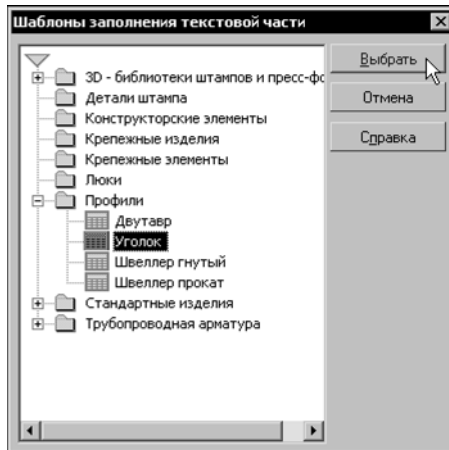 Шаблоны заполнения текстовой части
Выбрать
Отмена
Справка
3D - библиотеки штампов и пресс-фо
Детали штампа
Конструкторские элементы
Крепежные изделия
Крепежные элементы
Люки
Профили
Двутавр
Уголок
Швеллер гнутый
Швеллер прокат
Стандартные изделия
Трубопроводная арматура